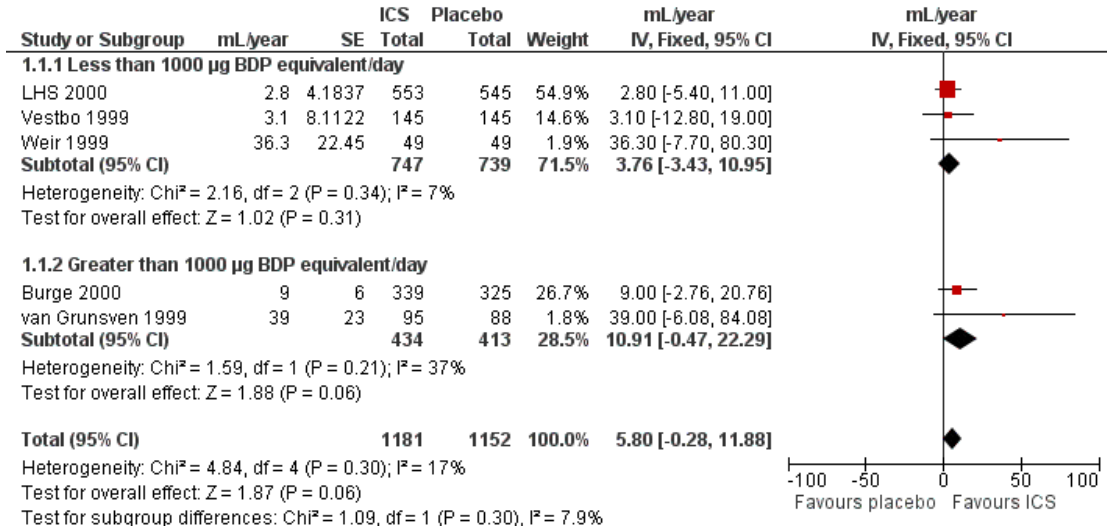 ICS Placebo mL/year mL/year
Study or Subgroup mL/year SE Total Total Weight IV, Fixed, 95% CI IV, Fixed, 95% CI
1.1.1 Less than 1000 µg BDP equivalent/day
LHS 2000 2.8 4.1837 553 545 54.9% 2.80 [-5.40, 11.00]
Vestbo 1999 3.1 8.1122 145 145 14.6% 3.10 [-12.80, 19.00]
Weir 1999 36.3 22.45 49 49 1.9% 36.30 [-7.70, 80.30]
Subtotal (95% CI) 747 739 71.5% 3.76 [-3.43, 10.95]
Heterogeneity: Chi² = 2.16, df = 2 (P = 0.34); I² = 7%
Test for overall effect: Z = 1.02 (P = 0.31)
1.1.2 Greater than 1000 µg BDP equivalent/day
Burge 2000 9 6 339 325 26.7% 9.00 [-2.76, 20.76]
van Grunsven 1999 39 23 95 88 1.8% 39.00 [-6.08, 84.08]
Subtotal (95% CI) 434 413 28.5% 10.91 [-0.47, 22.29]
Heterogeneity: Chi² = 1.59, df = 1 (P = 0.21); I² = 37%
Test for overall effect: Z = 1.88 (P = 0.06)
Total (95% CI) 1181 1152 100.0% 5.80 [-0.28, 11.88]
Heterogeneity: Chi² = 4.84, df = 4 (P = 0.30); I² = 17%
Test for overall effect: Z = 1.87 (P = 0.06)
Test for subgroup differences: Chi² = 1.09, df = 1 (P = 0.30), I² = 7.9%
-100 -50 0 50 100
Favours placebo Favours ICS